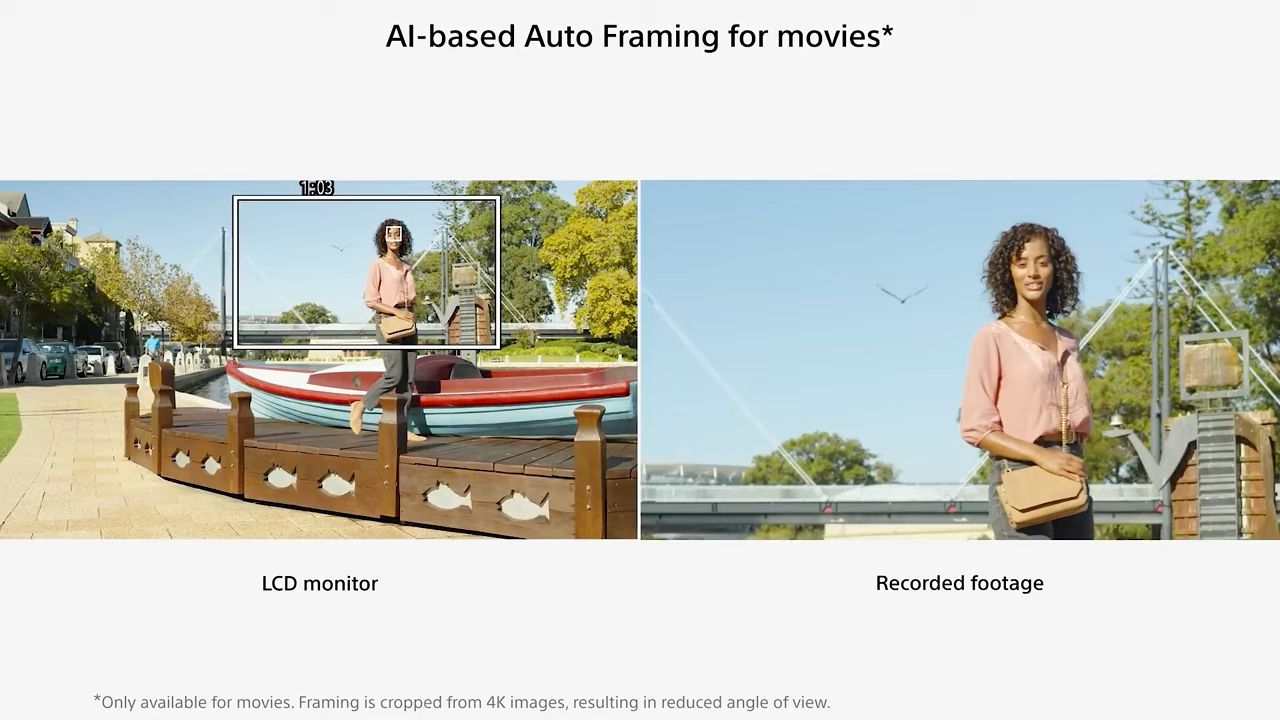 AI-based Auto Framing for movies*
1:03
LCD monitor
Recorded footage
*Only available for movies. Framing is cropped from 4K images, resulting in reduced angle of view.